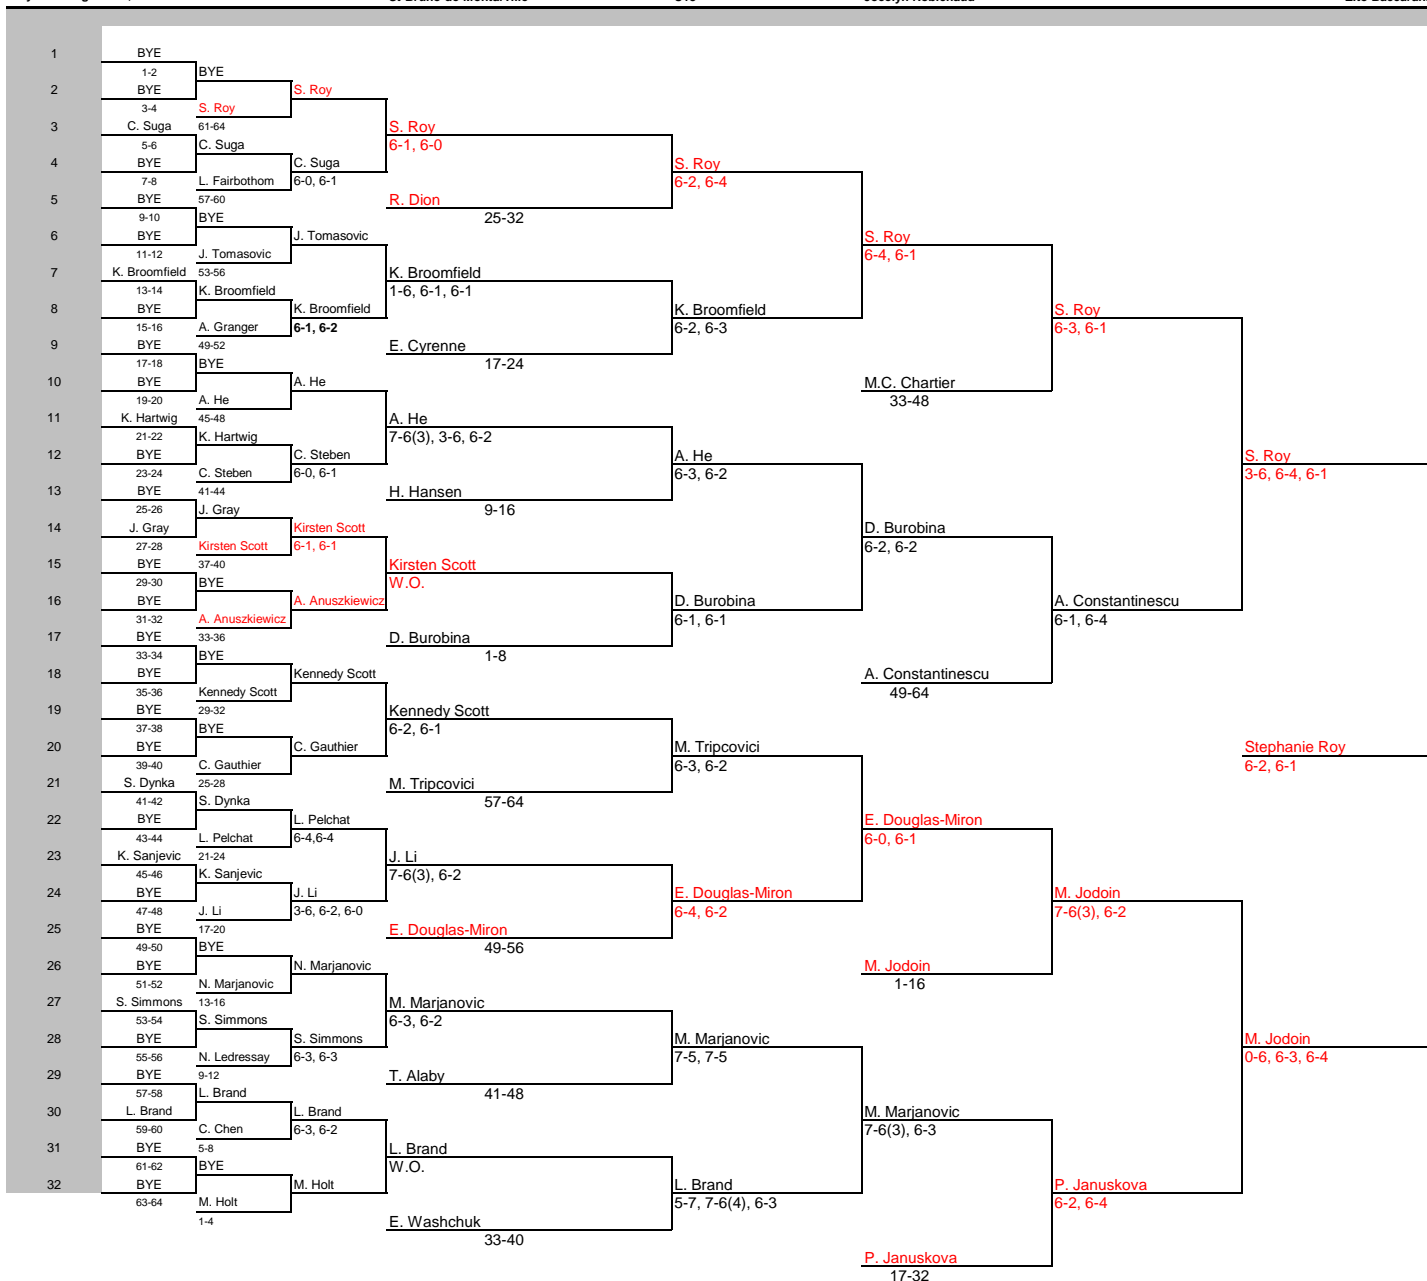 1 BYE
1-2 BYE
2 BYE S. Roy
3-4 S. Roy
3 C. Suga 61-64 S. Roy
5-6 C. Suga 6-1, 6-0
4 BYE C. Suga S. Roy
7-8 L. Fairbothom 6-0, 6-1 6-2, 6-4
5 BYE 57-60 R. Dion
9-10 BYE 25-32
6 BYE J. Tomasovic S. Roy
11-12 J. Tomasovic 6-4, 6-1
7 K. Broomfield 53-56 K. Broomfield
13-14 K. Broomfield 1-6, 6-1, 6-1
8 BYE K. Broomfield K. Broomfield S. Roy
15-16 A. Granger 6-1, 6-2 6-2, 6-3 6-3, 6-1
9 BYE 49-52 E. Cyrenne
17-18 BYE 17-24
10 BYE A. He M.C. Chartier
19-20 A. He 33-48
11 K. Hartwig 45-48 A. He
21-22 K. Hartwig 7-6(3), 3-6, 6-2
12 BYE C. Steben A. He S. Roy
23-24 C. Steben 6-0, 6-1 6-3, 6-2 3-6, 6-4, 6-1
13 BYE 41-44 H. Hansen
25-26 J. Gray 9-16
14 J. Gray Kirsten Scott D. Burobina
27-28 Kirsten Scott 6-1, 6-1 6-2, 6-2
15 BYE 37-40 Kirsten Scott
29-30 BYE W.O.
16 BYE A. Anuszkiewicz D. Burobina A. Constantinescu
31-32 A. Anuszkiewicz 6-1, 6-1 6-1, 6-4
17 BYE 33-36 D. Burobina
33-34 BYE 1-8
18 BYE Kennedy Scott A. Constantinescu
35-36 Kennedy Scott 49-64
19 BYE 29-32 Kennedy Scott
37-38 BYE 6-2, 6-1
20 BYE C. Gauthier M. Tripcovici Stephanie Roy
39-40 C. Gauthier 6-3, 6-2 6-2, 6-1
21 S. Dynka 25-28 M. Tripcovici
41-42 S. Dynka 57-64
22 BYE L. Pelchat E. Douglas-Miron
43-44 L. Pelchat 6-4,6-4 6-0, 6-1
23 K. Sanjevic 21-24 J. Li
45-46 K. Sanjevic 7-6(3), 6-2
24 BYE J. Li E. Douglas-Miron M. Jodoin
47-48 J. Li 3-6, 6-2, 6-0 6-4, 6-2 7-6(3), 6-2
25 BYE 17-20 E. Douglas-Miron
49-50 BYE 49-56
26 BYE N. Marjanovic M. Jodoin
51-52 N. Marjanovic 1-16
27 S. Simmons 13-16 M. Marjanovic
53-54 S. Simmons 6-3, 6-2
28 BYE S. Simmons M. Marjanovic M. Jodoin
55-56 N. Ledressay 6-3, 6-3 7-5, 7-5 0-6, 6-3, 6-4
29 BYE 9-12 T. Alaby
57-58 L. Brand 41-48
30 L. Brand L. Brand M. Marjanovic
59-60 C. Chen 6-3, 6-2 7-6(3), 6-3
31 BYE 5-8 L. Brand
61-62 BYE W.O.
32 BYE M. Holt L. Brand P. Januskova
63-64 M. Holt 5-7, 7-6(4), 6-3 6-2, 6-4
1-4 E. Washchuk
33-40
P. Januskova
17-32